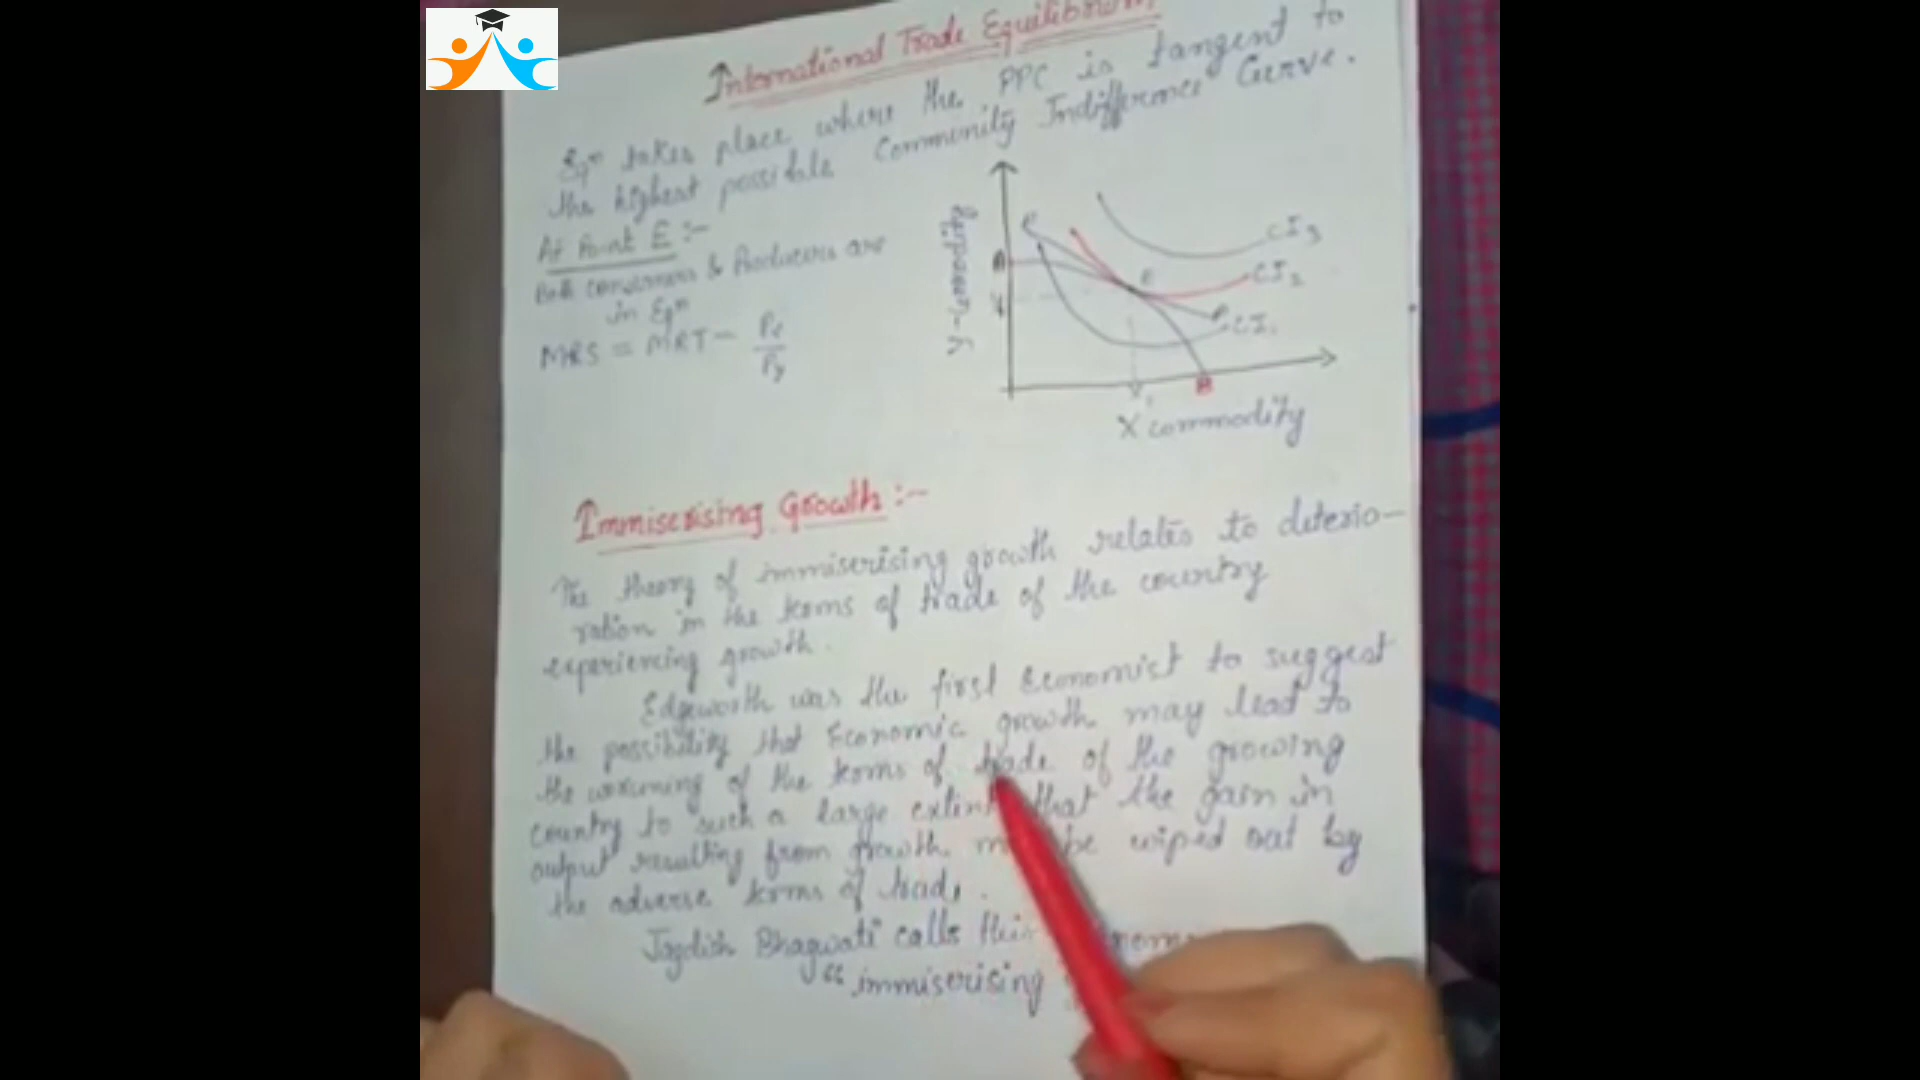 International Trade Equilibrium
Eqm takes place where the PPC is tangent to
the highest possible Community Indifference Curve.
At Point E :-
Both consumers & Producers are
in Eqm
MRS = MRT -
Py
E
CI3
CI2
CI1
B
X commodity
Immiserising Growth :-
The theory of immiserising growth relates to deterio-
ration in the terms of trade of the country
experiencing growth.
Edgeworth was the first Economist to suggest
the possibility that Economic growth may lead to
the worsening of the terms of trade of the growing
country to such a large extent that the gain in
output resulting from growth be wiped out by
the adverse terms of trade.
Jagdish Bhagwati calls this
"immiserising